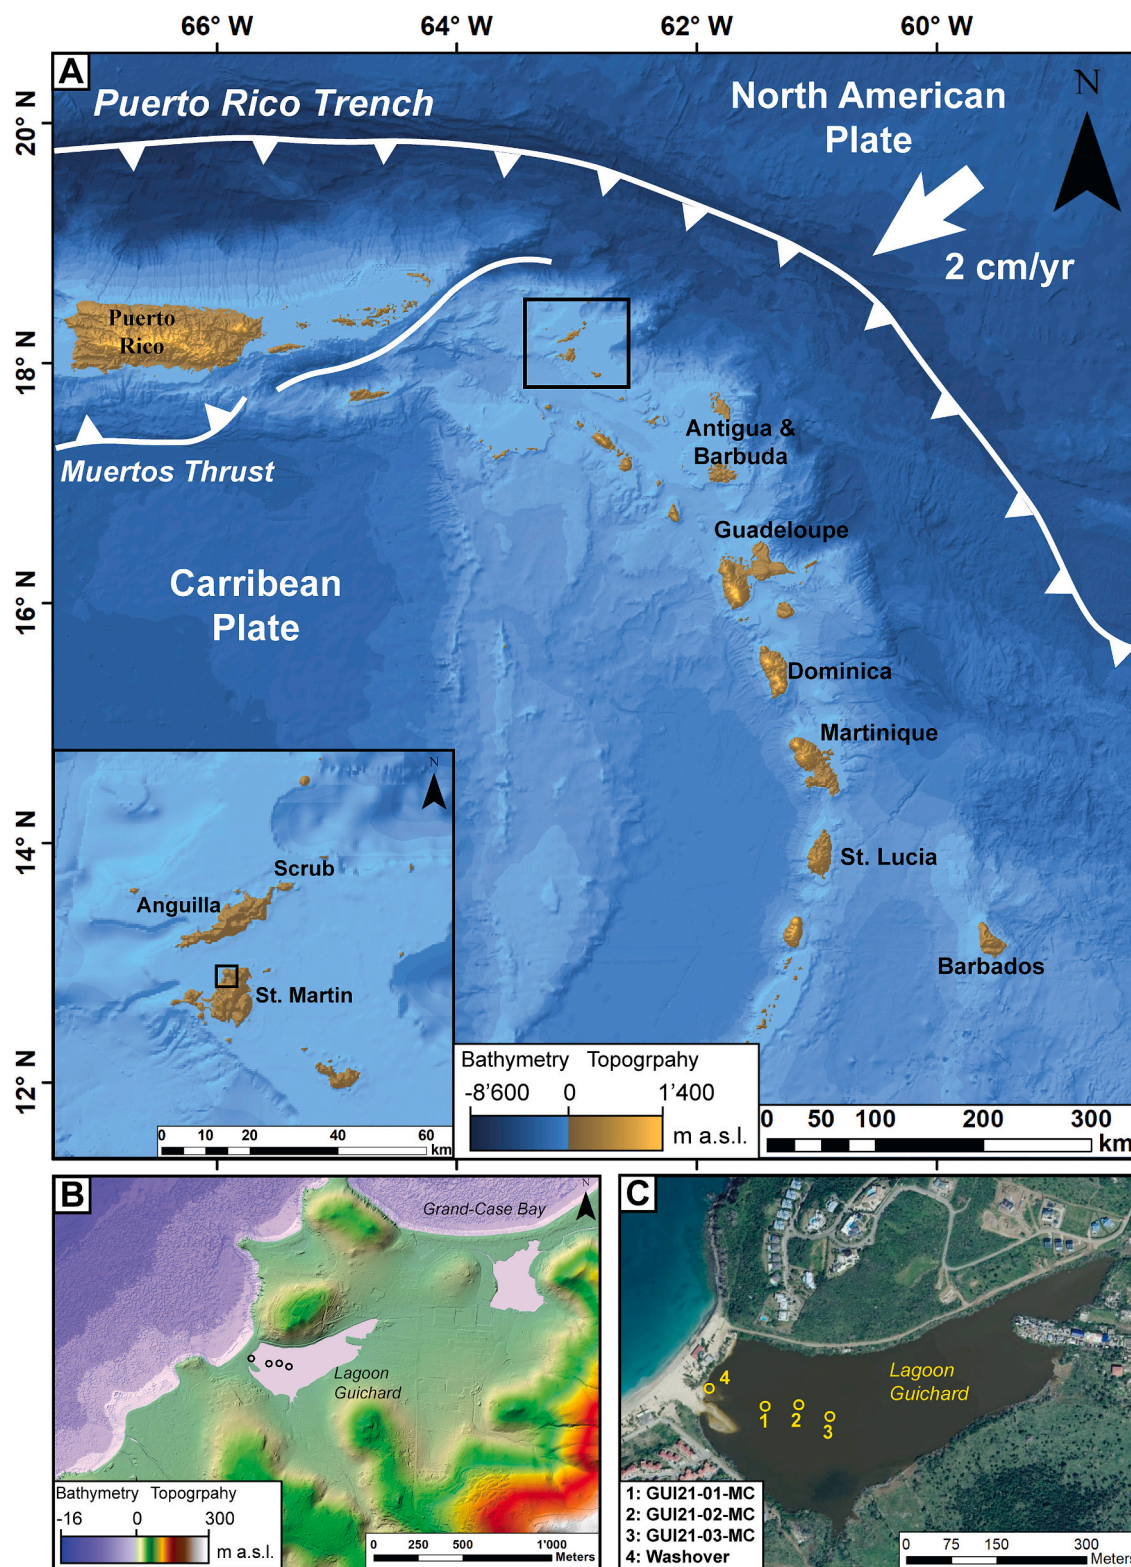 66° W
64° W
62° W
60° W
A
N
Puerto Rico Trench
North American
Plate
2 cm/yr
20° N
18° N
16° N
14° N
12° N
Puerto
Rico
Muertos Thrust
Antigua &
Barbuda
Guadeloupe
Carribean
Plate
Dominica
Martinique
St. Lucia
Barbados
N
Scrub
Anguilla
St. Martin
0 10 20 40 60
km
Bathymetry Topogrpahy
-8'600 0 1'400
m a.s.l.
0 50 100 200 300
km
B
N
Grand-Case Bay
Lagoon
Guichard
Bathymetry Topogrpahy
-16 0 300
m a.s.l.
0 250 500 1'000
Meters
C
Lagoon
Guichard
4
1
2
3
1: GUI21-01-MC
2: GUI21-02-MC
3: GUI21-03-MC
4: Washover
0 75 150 300
Meters